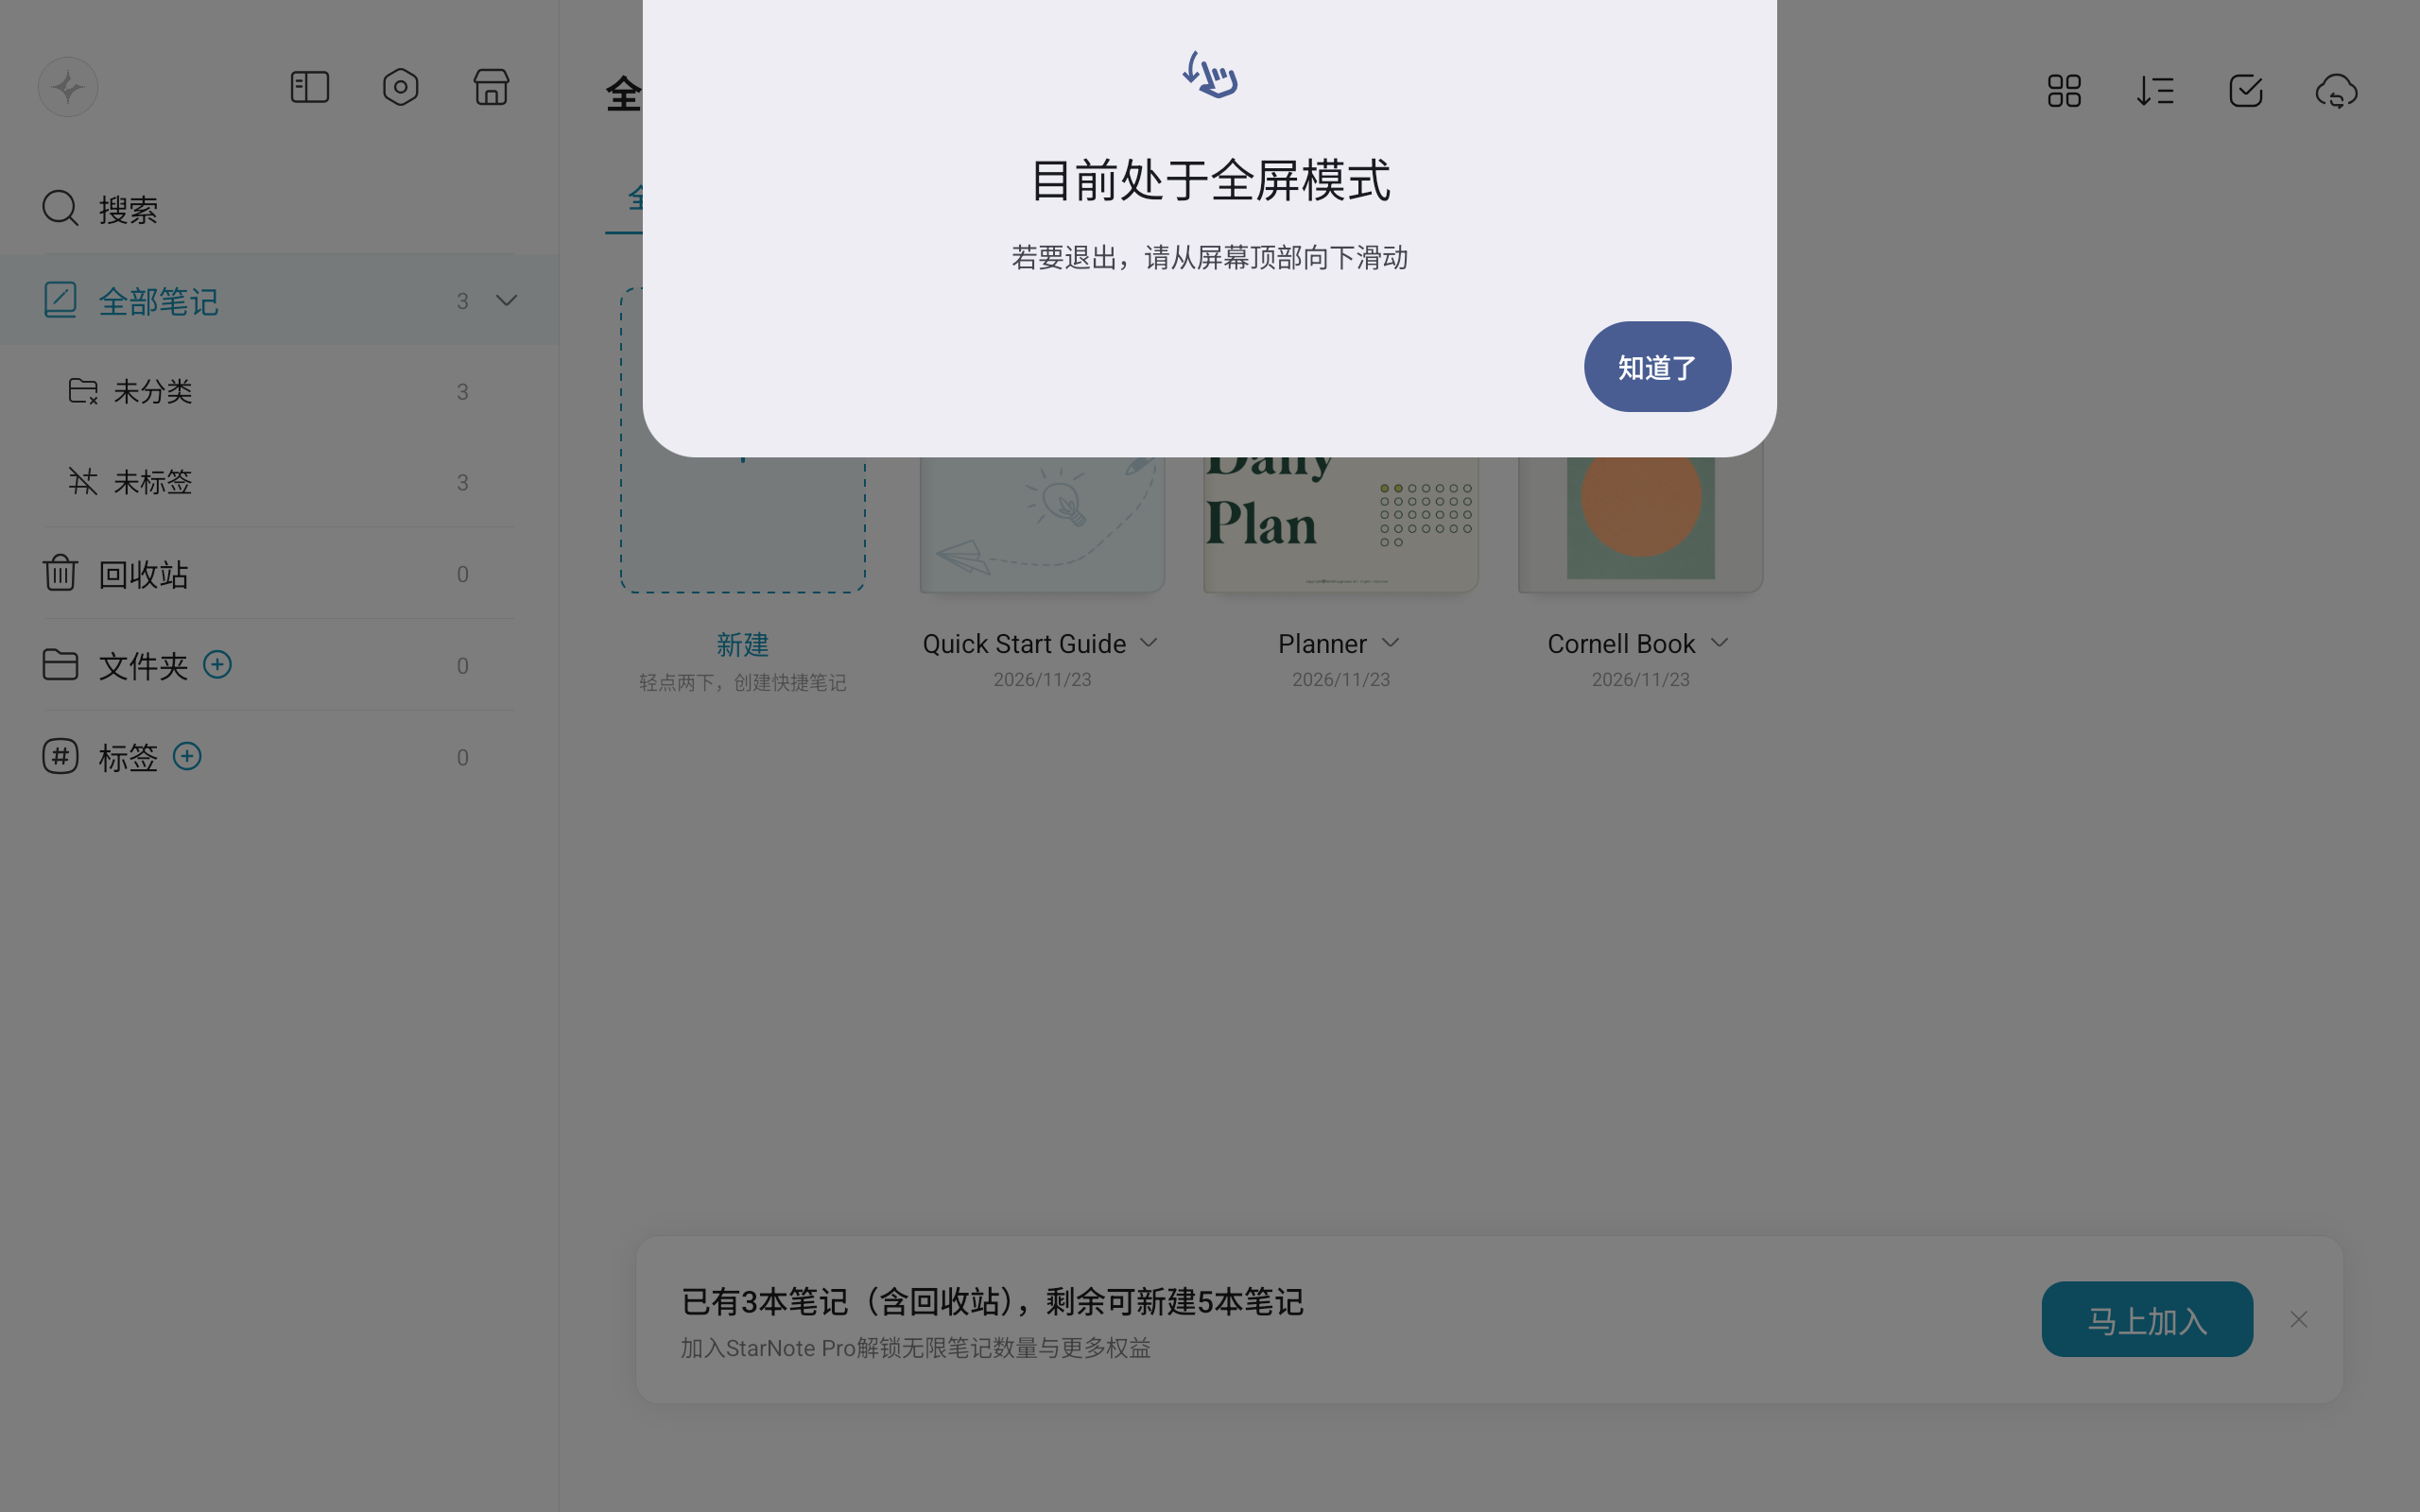 目前处于全屏模式
若要退出，请从屏幕顶部向下滑动
知道了
搜索
全部笔记 3
未分类 3
未标签 3
回收站 0
文件夹 0
标签 0
全
Daily
Plan
新建
轻点两下，创建快捷笔记
Quick Start Guide
2026/11/23
Planner
2026/11/23
Cornell Book
2026/11/23
已有3本笔记（含回收站），剩余可新建5本笔记
加入StarNote Pro解锁无限笔记数量与更多权益
马上加入